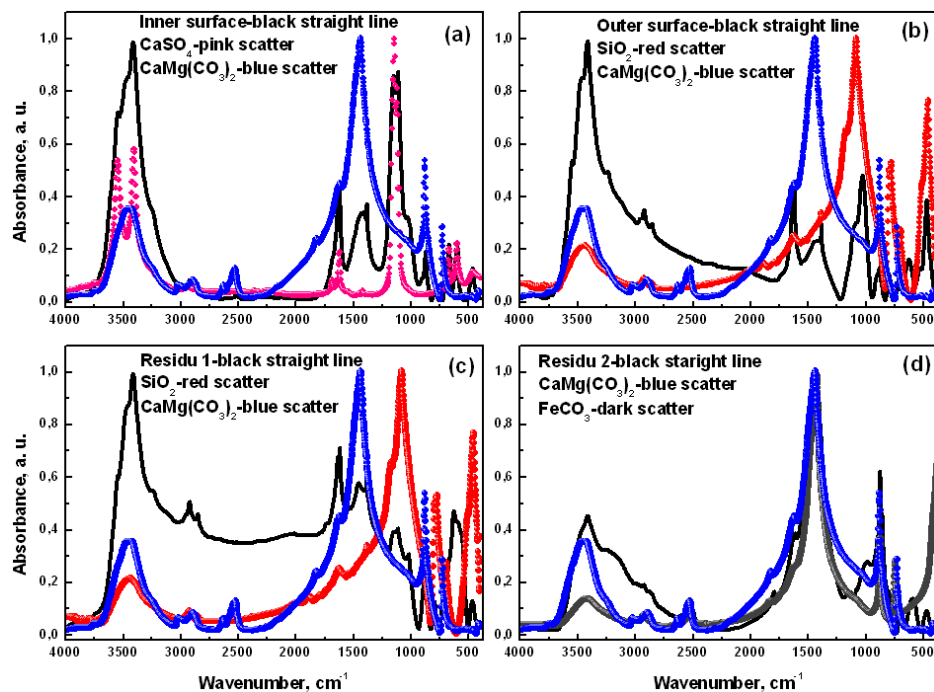 Inner surface-black straight line
CaSO₄-pink scatter
CaMg(CO₃)₂-blue scatter
(a)
1,0
0,8
0,6
0,4
0,2
0,0
4000 3500 3000 2500 2000 1500 1000 500
Outer surface-black straight line
SiO₂-red scatter
CaMg(CO₃)₂-blue scatter
(b)
1,0
0,8
0,6
0,4
0,2
0,0
4000 3500 3000 2500 2000 1500 1000 500
Residu 1-black straight line
SiO₂-red scatter
CaMg(CO₃)₂-blue scatter
(c)
1,0
0,8
0,6
0,4
0,2
0,0
4000 3500 3000 2500 2000 1500 1000 500
Residu 2-black staright line
CaMg(CO₃)₂-blue scatter
FeCO₃-dark scatter
(d)
1,0
0,8
0,6
0,4
0,2
0,0
4000 3500 3000 2500 2000 1500 1000 500
Absorbance, a. u.
Absorbance, a. u.
Wavenumber, cm⁻¹
Wavenumber, cm⁻¹